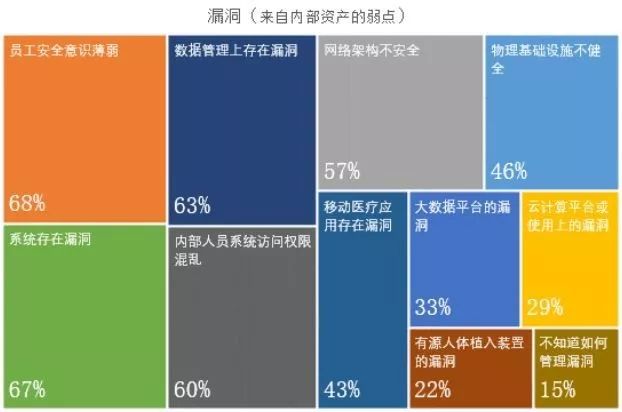 漏洞（来自内部资产的弱点）
员工安全意识薄弱
68%
数据管理上存在漏洞
63%
网络架构不安全
57%
物理基础设施不健
全
46%
系统存在漏洞
67%
内部人员系统访问权限
混乱
60%
移动医疗应
用存在漏洞
43%
大数据平台的漏
洞
33%
云计算平台或
使用上的漏洞
29%
有源人体植入装置
的漏洞
22%
不知道如何
管理漏洞
15%